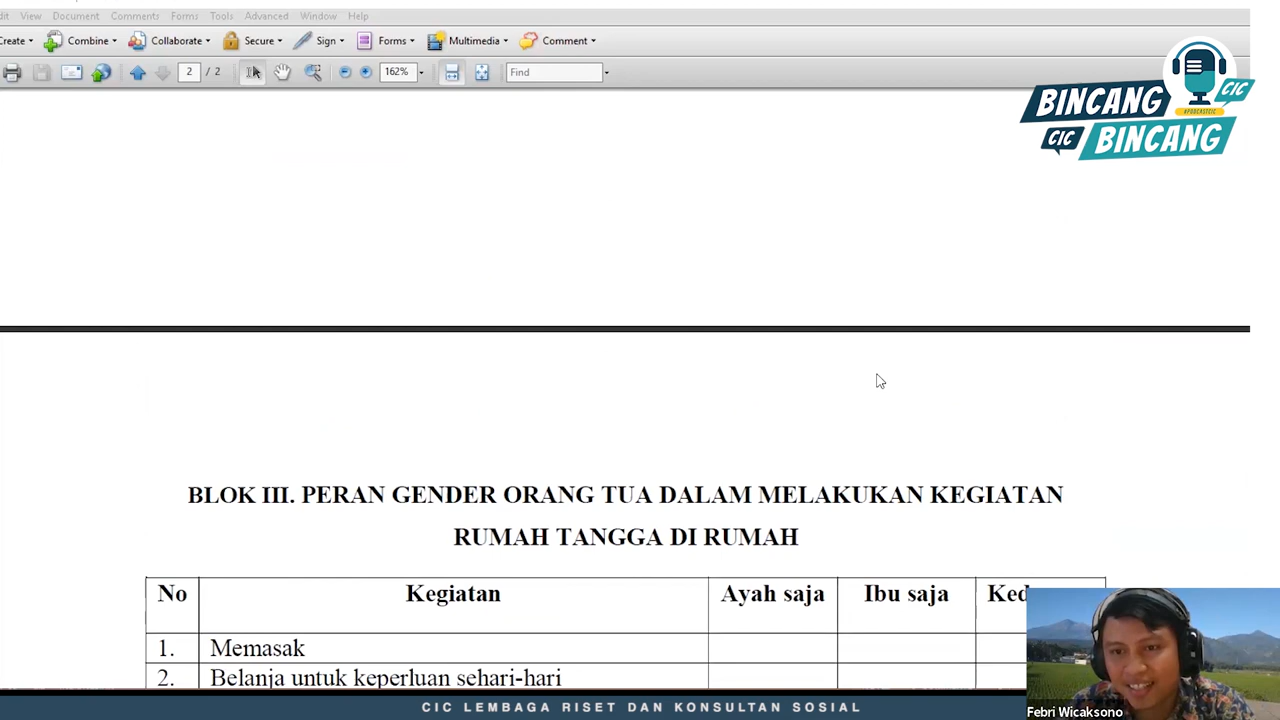 dit View Document Comments Forms Tools Advanced Window Help
Create Combine Collaborate Secure Sign Forms Multimedia Comment
2 / 2 162% Find
BINCANG CIC
#PODCASTCIC
CIC BINCANG
BLOK III. PERAN GENDER ORANG TUA DALAM MELAKUKAN KEGIATAN
RUMAH TANGGA DI RUMAH
No Kegiatan Ayah saja Ibu saja Ked
1. Memasak
2. Belanja untuk keperluan sehari-hari
Febri Wicaksono
CIC LEMBAGA RISET DAN KONSULTAN SOSIAL